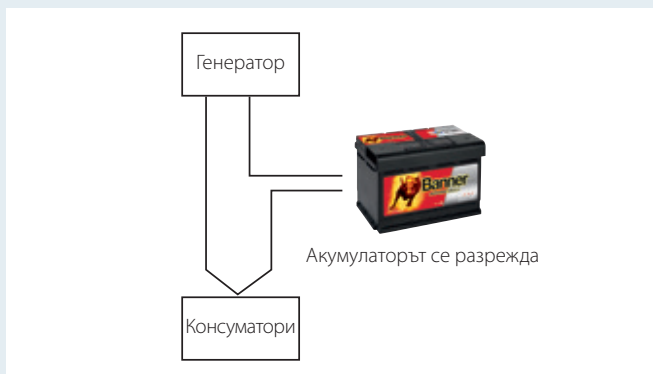 Генератор
Banner
Акумулаторът се разрежда
Консуматори